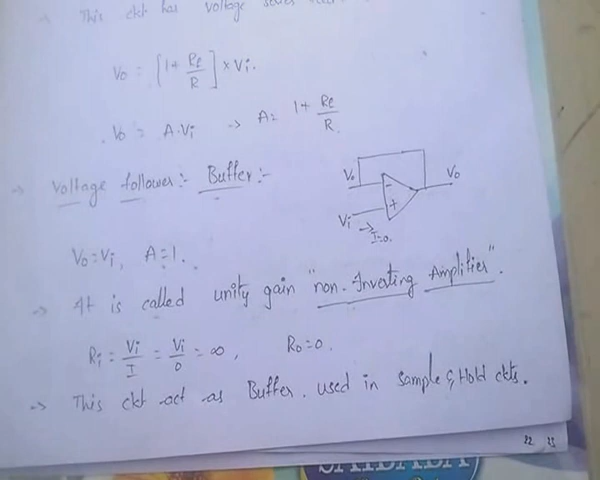 → This ckt has voltage series
Vo = [1+ Rf/R] × Vi.
Vo = A.Vi → A= 1+ Rf/R.
→ Voltage follower:- Buffer:-
Vo
Vo
-
+
Vi
→
I=0.
Vo=Vi, A=1.
→ It is called unity gain "non-Inverting Amplifier".
Ri = Vi/I = Vi/0 = ∞, Ro=0.
→ This ckt act as Buffer. used in Sample & Hold ckts.
22 23